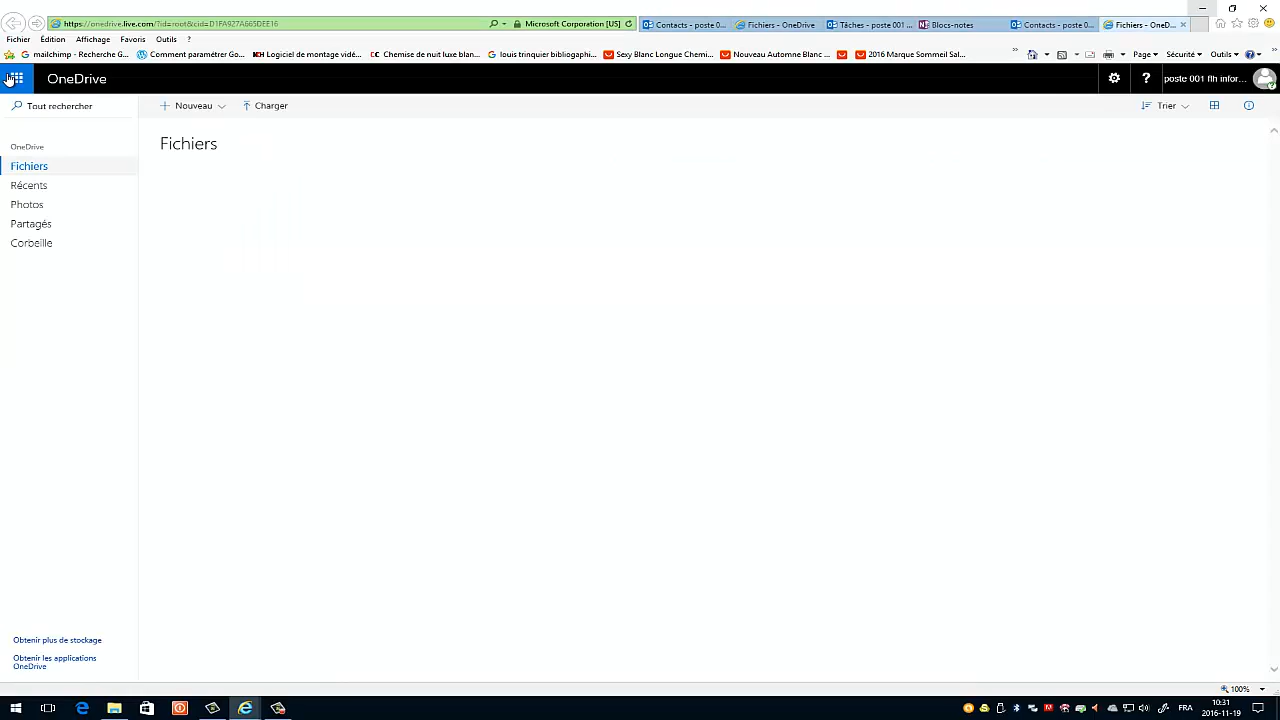 https://onedrive.live.com/?id=root&cid=D1FA927A665DEE16
Microsoft Corporation [US]
Contacts - poste 0...
Fichiers - OneDrive
Tâches - poste 001 ...
Blocs-notes
Contacts - poste 0...
Fichiers - OneD...
Fichier Edition Affichage Favoris Outils ?
mailchimp - Recherche G...
Comment paramétrer Go...
Logiciel de montage vidé...
Chemise de nuit luxe blan...
louis trinquier bibliogaphi...
Sexy Blanc Longue Chemi...
Nouveau Automne Blanc ...
2016 Marque Sommeil Sal...
Page Sécurité Outils
OneDrive
? poste 001 flh infor...
Tout rechercher
Nouveau
Charger
Trier
OneDrive
Fichiers
Fichiers
Récents
Photos
Partagés
Corbeille
Obtenir plus de stockage
Obtenir les applications
OneDrive
100%
FRA
10:31
2016-11-19